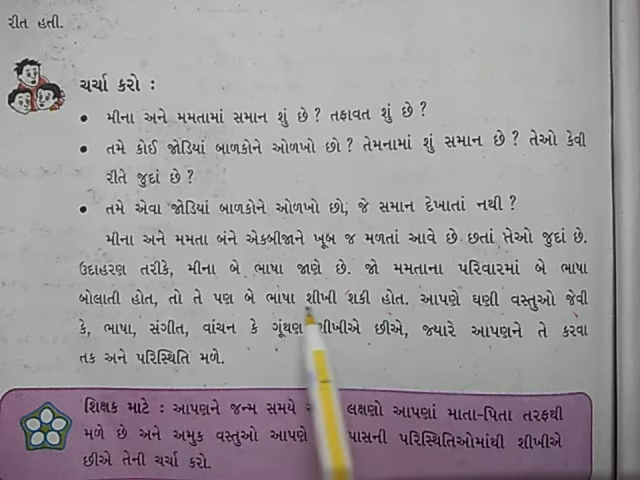 રીત હતી.
ચર્ચા કરો :
• મીના અને મમતામાં સમાન શું છે ? તફાવત શું છે ?
• તમે કોઈ જોડિયાં બાળકોને ઓળખો છો ? તેમનામાં શું સમાન છે ? તેઓ કેવી
રીતે જુદાં છે ?
• તમે એવા જોડિયાં બાળકોને ઓળખો છો, જે સમાન દેખાતાં નથી ?
મીના અને મમતા બંને એકબીજાને ખૂબ જ મળતાં આવે છે છતાં તેઓ જુદાં છે.
ઉદાહરણ તરીકે, મીના બે ભાષા જાણે છે. જો મમતાના પરિવારમાં બે ભાષા
બોલાતી હોત, તો તે પણ બે ભાષા શીખી શકી હોત. આપણે ઘણી વસ્તુઓ જેવી
કે, ભાષા, સંગીત, વાંચન કે ગૂંથણ શીખીએ છીએ, જ્યારે આપણને તે કરવા
તક અને પરિસ્થિતિ મળે.
શિક્ષક માટે : આપણને જન્મ સમયે લક્ષણો આપણાં માતા-પિતા તરફથી
મળે છે અને અમુક વસ્તુઓ આપણે પાસની પરિસ્થિતિઓમાંથી શીખીએ
છીએ તેની ચર્ચા કરો.